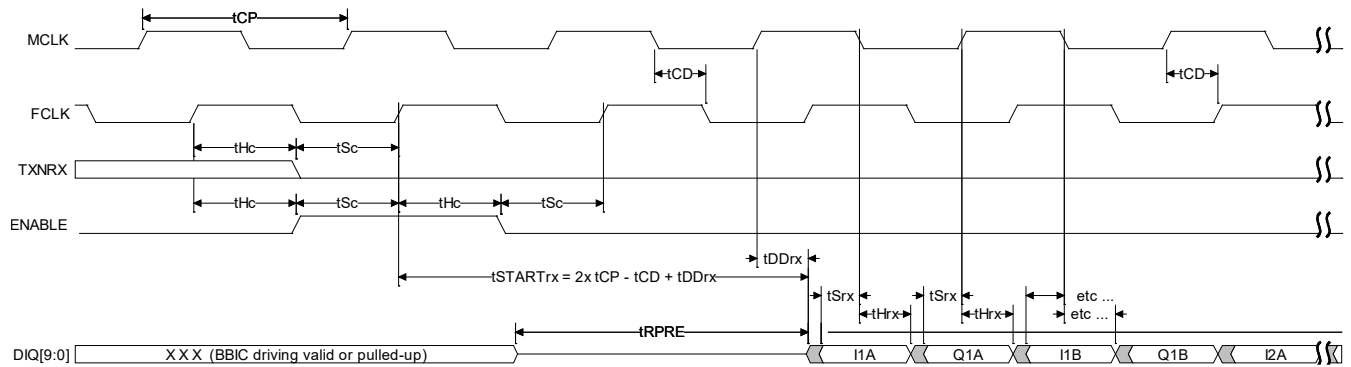 tCP
MCLK
tCD tCD
FCLK
tHc tSc
TXNRX
tHc tSc tHc tSc
ENABLE
tDDrx
tSTARTrx = 2x tCP - tCD + tDDrx
tSrx tSrx etc ...
tHrx tHrx etc ...
tRPRE
DIQ[9:0] X X X (BBIC driving valid or pulled-up) I1A Q1A I1B Q1B I2A